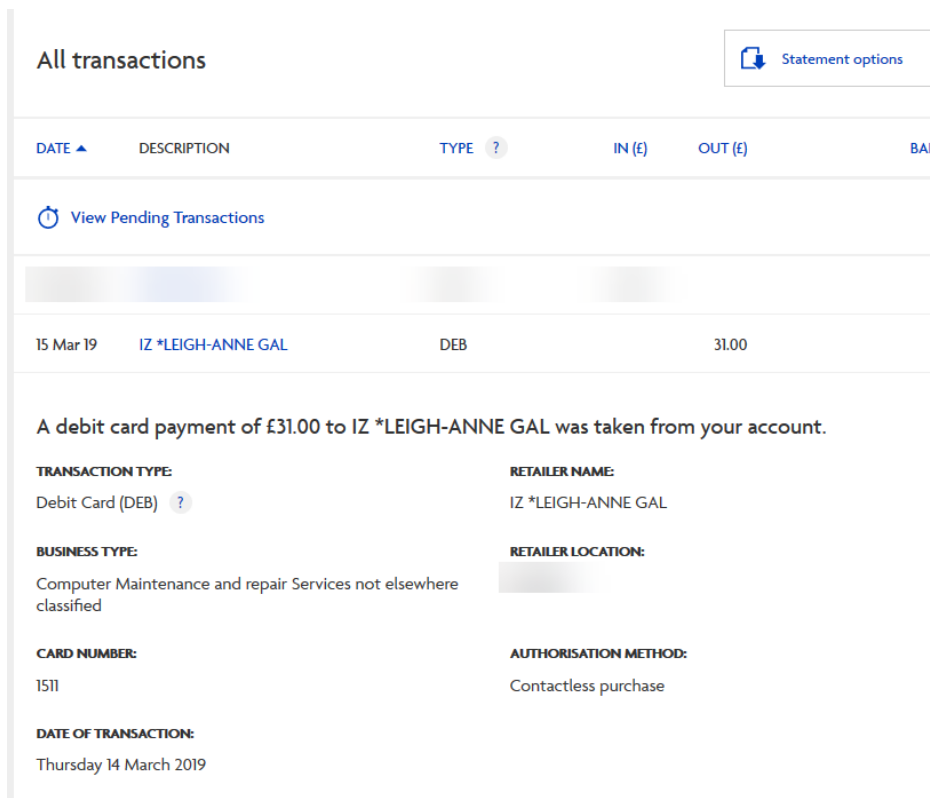 All transactions
Statement options
DATE DESCRIPTION TYPE ? IN (£) OUT (£)
View Pending Transactions
15 Mar 19 IZ *LEIGH-ANNE GAL DEB 31.00
A debit card payment of £31.00 to IZ *LEIGH-ANNE GAL was taken from your account.
TRANSACTION TYPE: RETAILER NAME:
Debit Card (DEB) ? IZ *LEIGH-ANNE GAL
BUSINESS TYPE: RETAILER LOCATION:
Computer Maintenance and repair Services not elsewhere
classified
CARD NUMBER: AUTHORISATION METHOD:
1511 Contactless purchase
DATE OF TRANSACTION:
Thursday 14 March 2019